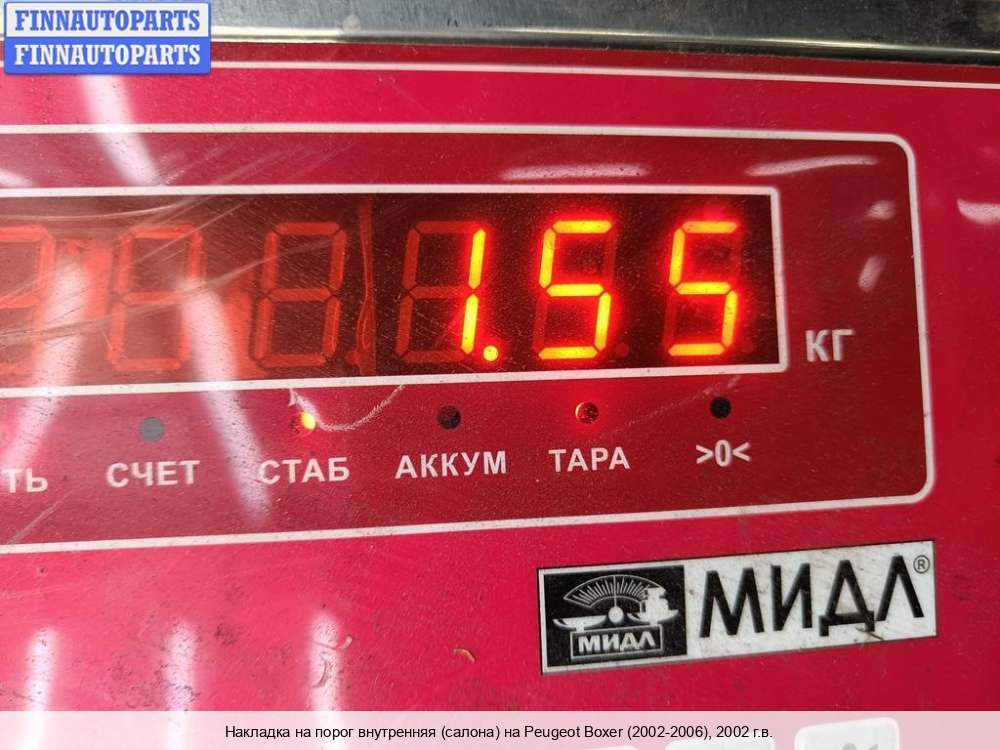 FINNAUTOPARTS
FINNAUTOPARTS
1.55
КГ
ТЬ СЧЕТ СТАБ АККУМ ТАРА >0<
МИДЛ МИДЛ®
Накладка на порог внутренняя (салона) на Peugeot Boxer (2002-2006), 2002 г.в.